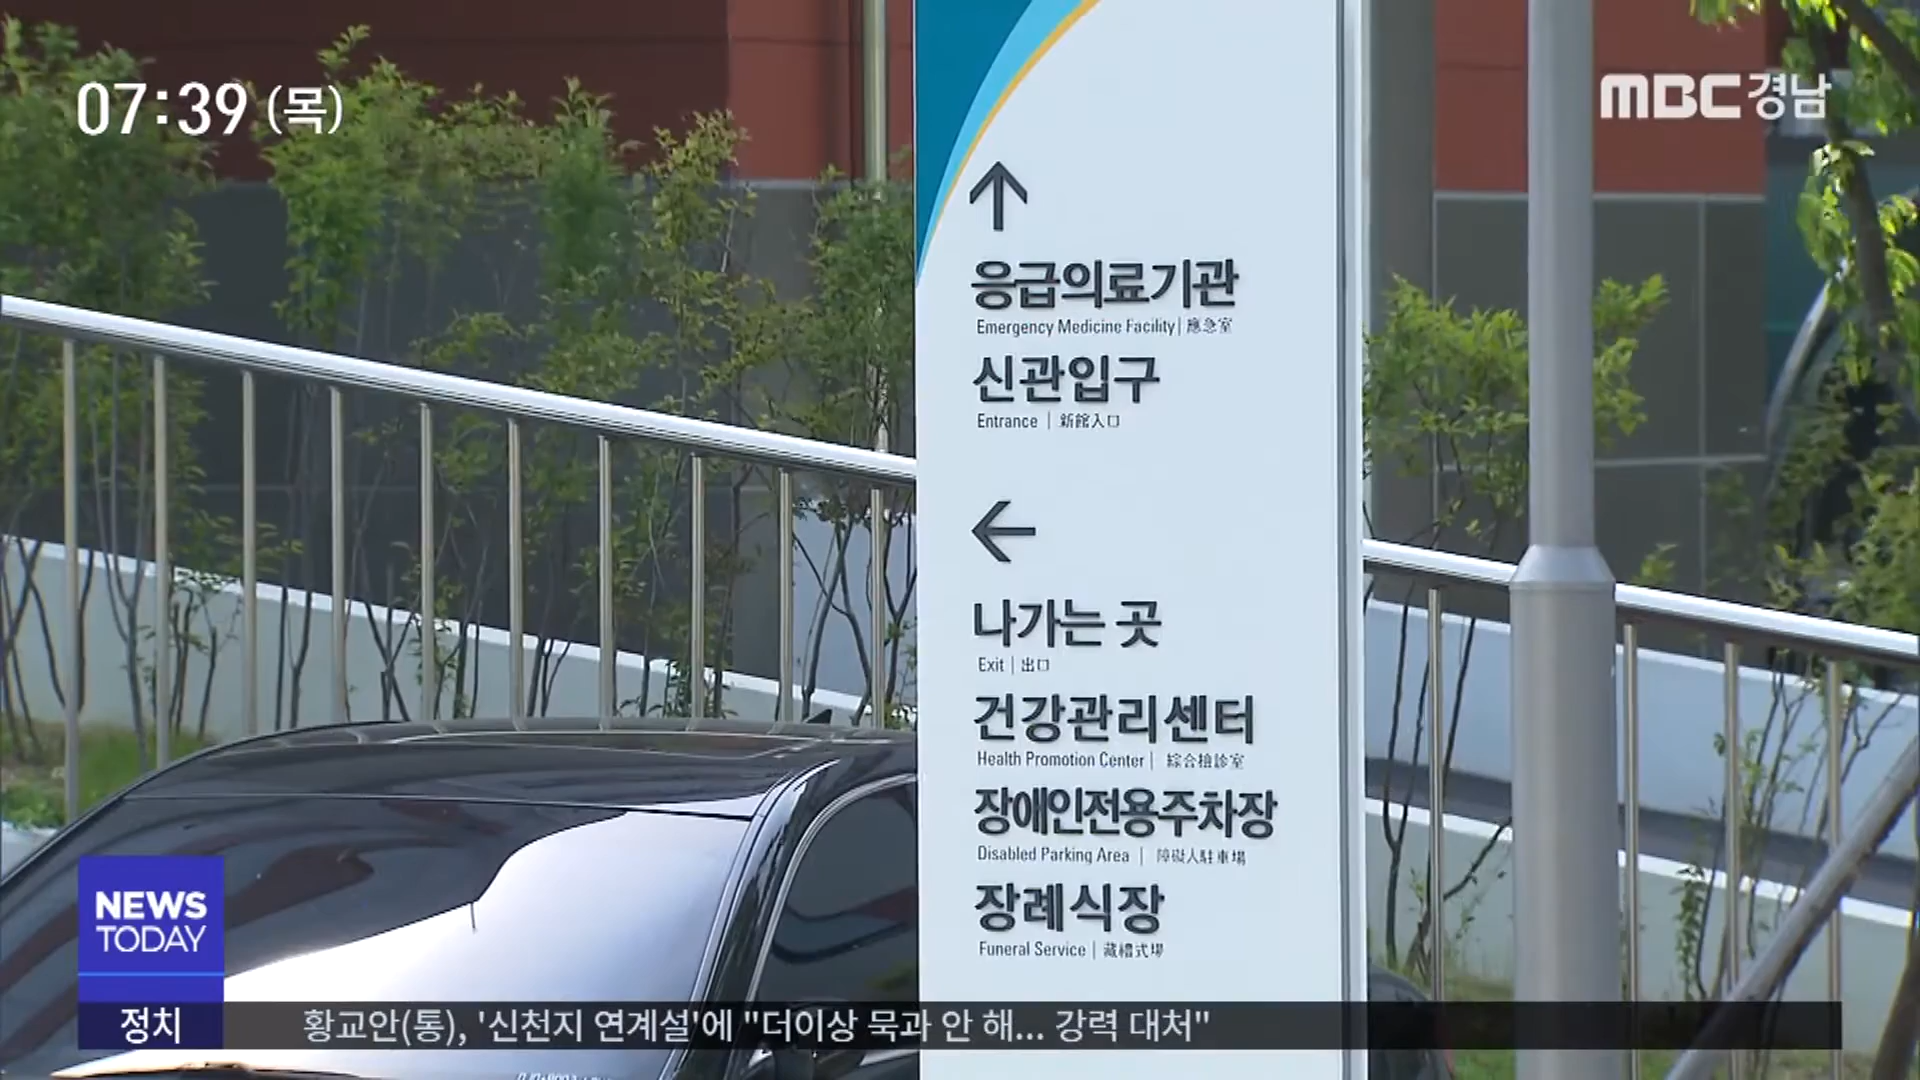 07:39 (목)
MBC경남
응급의료기관
Emergency Medicine Facility | 應急室
신관입구
Entrance | 新館入口
나가는 곳
Exit | 出口
건강관리센터
Health Promotion Center | 綜合檢診室
장애인전용주차장
Disabled Parking Area | 障礙人駐車場
장례식장
Funeral Service | 藏禮式場
NEWS
TODAY
정치
황교안(통), '신천지 연계설'에 "더이상 묵과 안 해... 강력 대처"